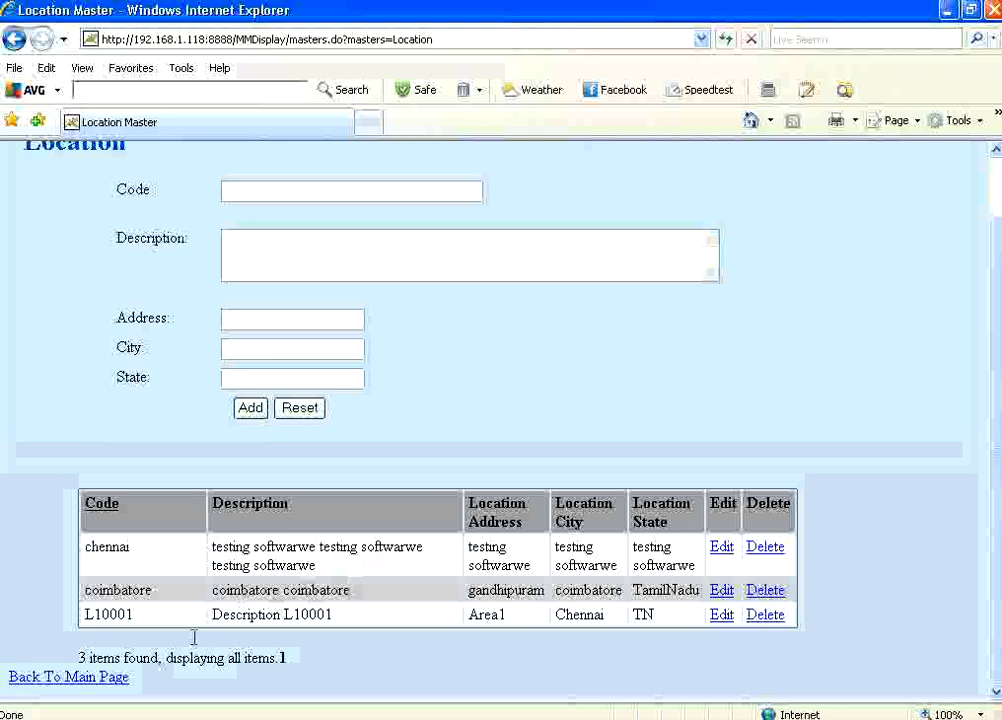 Location Master - Windows Internet Explorer
http://192.168.1.118:8888/MMDisplay/masters.do?masters=Location
Live Search
File Edit View Favorites Tools Help
AVG Search Safe Weather Facebook Speedtest
Location Master Page Tools
Location
Code
Description:
Address:
City:
State:
Add Reset
Code Description Location Address Location City Location State Edit Delete
chennai testing softwarwe testing softwarwe testing softwarwe testing softwarwe testing softwarwe testing softwarwe Edit Delete
coimbatore coimbatore coimbatore gandhipuram coimbatore TamilNadu Edit Delete
L10001 Description L10001 Area1 Chennai TN Edit Delete
3 items found, displaying all items.1
Back To Main Page
Done Internet 100%